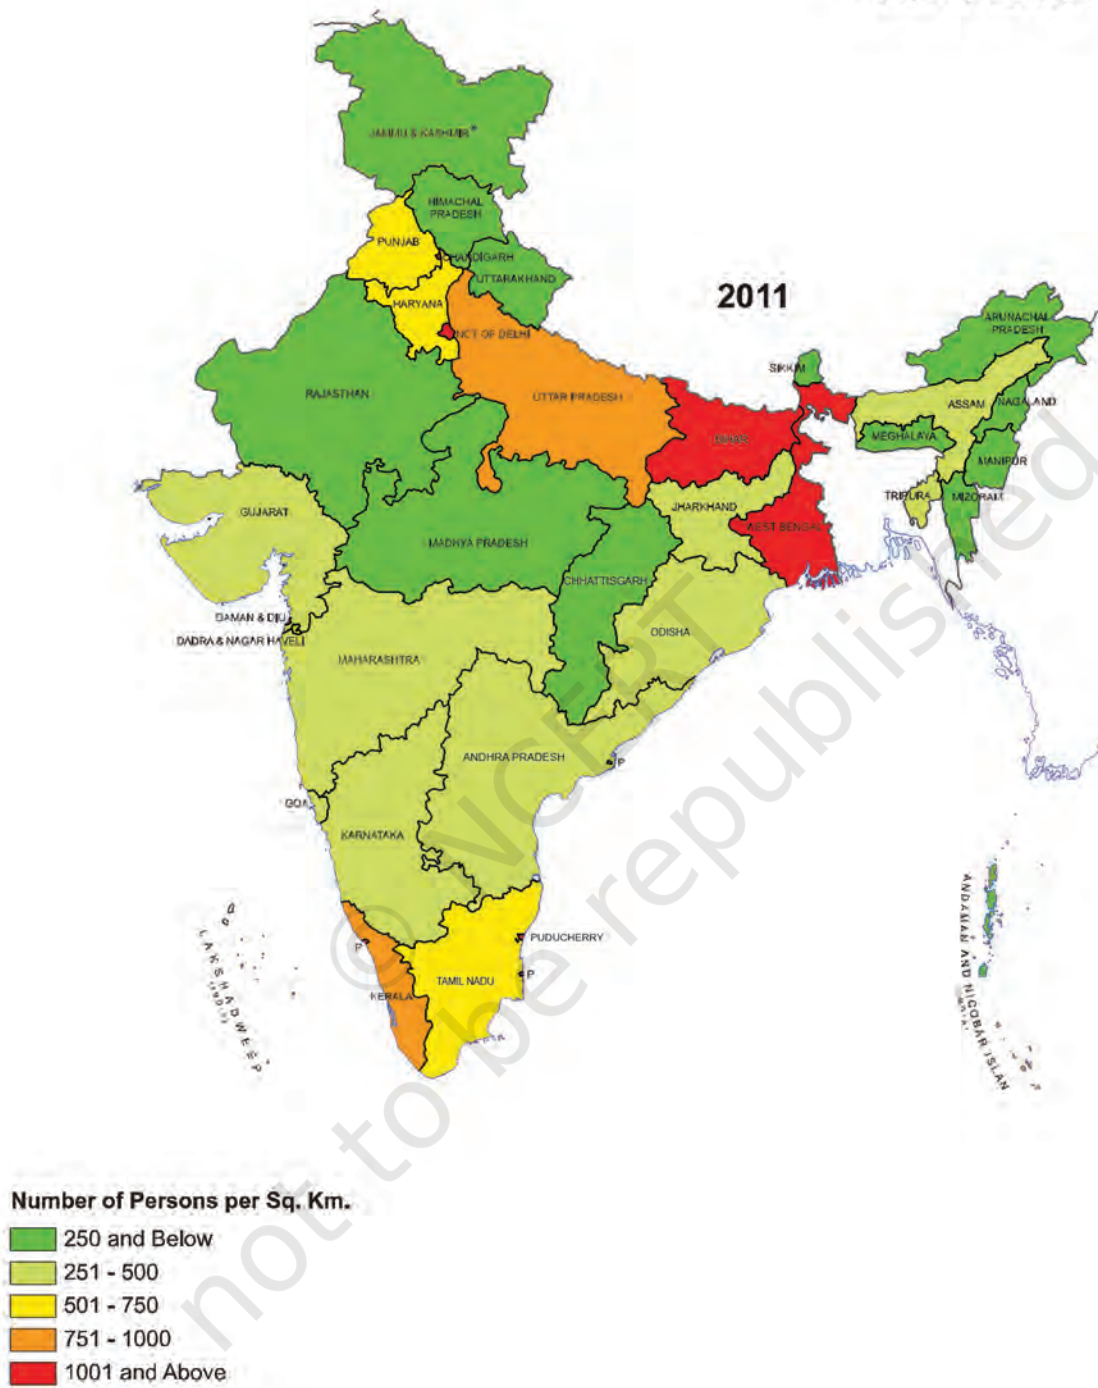 JAMMU & KASHMIR*
HIMACHAL
PRADESH
PUNJAB
CHANDIGARH
UTTARAKHAND
HARYANA
2011
NCT OF DELHI
ARUNACHAL
PRADESH
SIKKIM
RAJASTHAN
UTTAR PRADESH
ASSAM
NAGALAND
BIHAR
MEGHALAYA
MANIPUR
TRIPURA
MIZORAM
GUJARAT
JHARKHAND
WEST BENGAL
MADHYA PRADESH
CHHATTISGARH
DAMAN & DIU
DADRA & NAGAR HAVELI
ODISHA
MAHARASHTRA
ANDHRA PRADESH
P
GOA
KARNATAKA
PUDUCHERRY
P
P
TAMIL NADU
KERALA
LAKSHADWEEP
(INDIA)
ANDAMAN AND NICOBAR ISLAN
© NCERT
not to be republished
Number of Persons per Sq. Km.
250 and Below
251 - 500
501 - 750
751 - 1000
1001 and Above